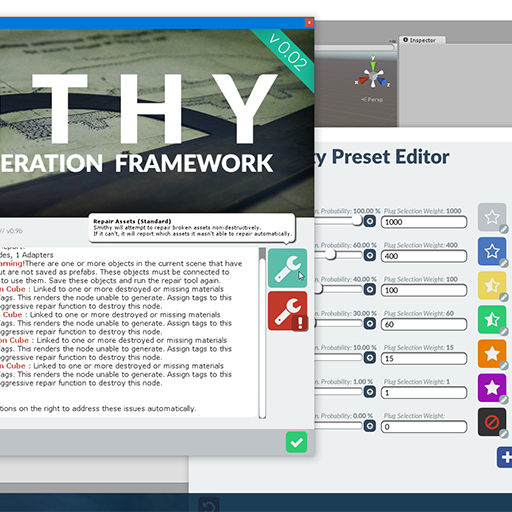 v 0.02
THY
ERATION FRAMEWORK
// v0.9b
Repair Assets (Standard)
Smithy will attempt to repair broken assets non-destructively.
If it can't, it will report which assets it wasn't able to repair automatically.
des, 1 Adapters
There are one or more objects in the current scene that have
ut are not saved as prefabs. These objects must be connected to
to use them. Save these objects and run the repair tool again.
n Cube : Linked to one or more destroyed or missing materials
Tags. This renders the node unable to generate. Assign tags to this
aggressive repair function to destroy this node.
s Cube : Linked to one or more destroyed or missing materials
Tags. This renders the node unable to generate. Assign tags to this
aggressive repair function to destroy this node.
on Cube : Linked to one or more destroyed or missing materials
Tags. This renders the node unable to generate. Assign tags to this
aggressive repair function to destroy this node.
n Cube : Linked to one or more destroyed or missing materials
Tags. This renders the node unable to generate. Assign tags to this
aggressive repair function to destroy this node.
tions on the right to address these issues automatically.
Inspector
y
x
z
< Persp
ty Preset Editor
n. Probability: 100.00 % Plug Selection Weight: 1000
1000
n. Probability: 60.00 % Plug Selection Weight: 400
400
n. Probability: 40.00 % Plug Selection Weight: 100
100
30.00 % Plug Selection Weight: 60
60
10.00 % Plug Selection Weight: 15
15
n. Probability: 1.00 % Plug Selection Weight: 1
1
n. Probability: 0.00 % Plug Selection Weight:
0